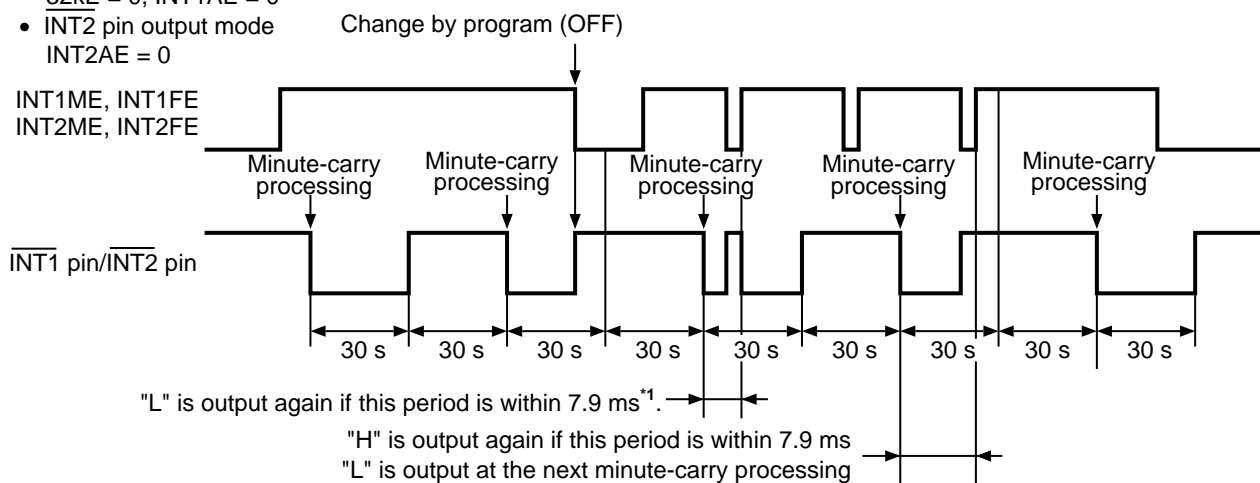 = 0, INT1AE = 0
• INT2 pin output mode
INT2AE = 0
Change by program (OFF)
INT1ME, INT1FE
INT2ME, INT2FE
Minute-carry processing
Minute-carry processing
Minute-carry processing
Minute-carry processing
Minute-carry processing
INT1 pin/INT2 pin
30 s 30 s 30 s 30 s 30 s 30 s 30 s 30 s 30 s
"L" is output again if this period is within 7.9 ms*1.
"H" is output again if this period is within 7.9 ms
"L" is output at the next minute-carry processing